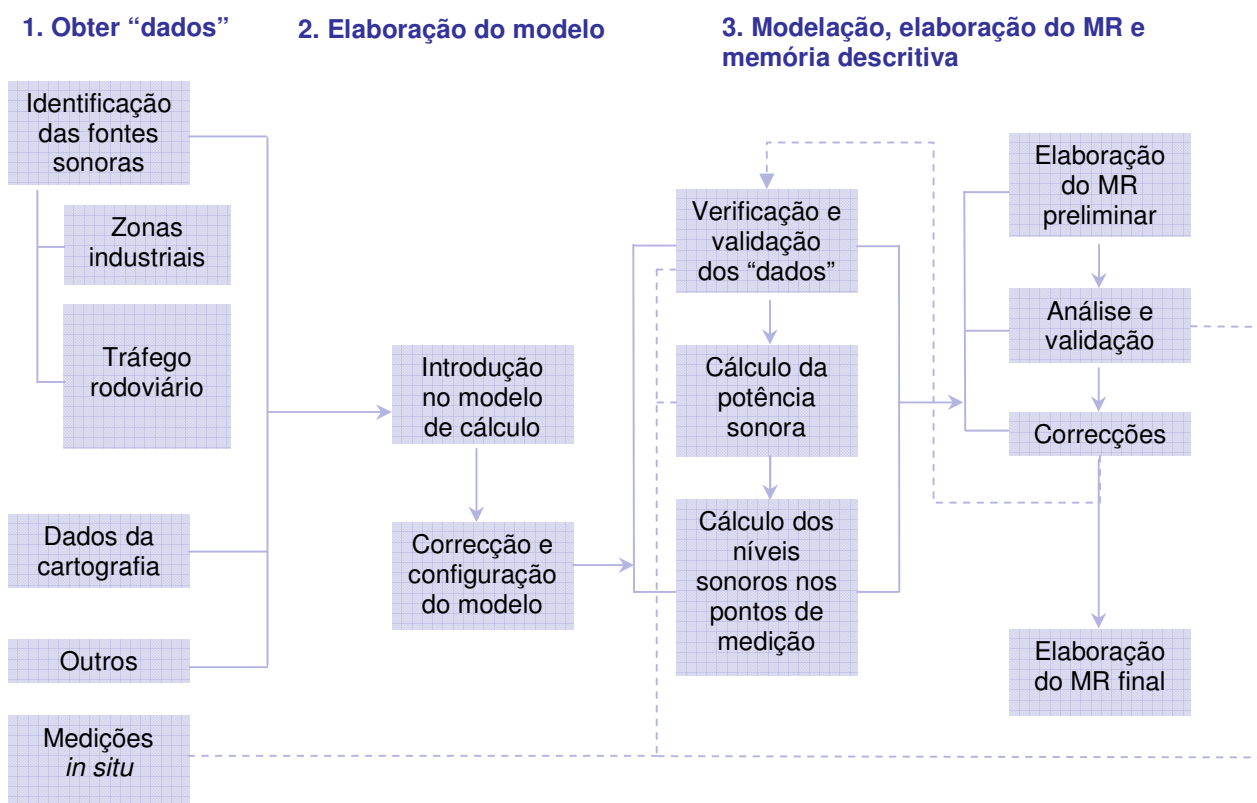 1. Obter “dados”
2. Elaboração do modelo
3. Modelação, elaboração do MR e
memória descritiva
Identificação
das fontes
sonoras
Zonas
industriais
Tráfego
rodoviário
Dados da
cartografia
Outros
Medições
in situ
Introdução
no modelo
de cálculo
Correcção e
configuração
do modelo
Verificação e
validação
dos “dados”
Cálculo da
potência
sonora
Cálculo dos
níveis
sonoros nos
pontos de
medição
Elaboração
do MR
preliminar
Análise e
validação
Correcções
Elaboração
do MR final